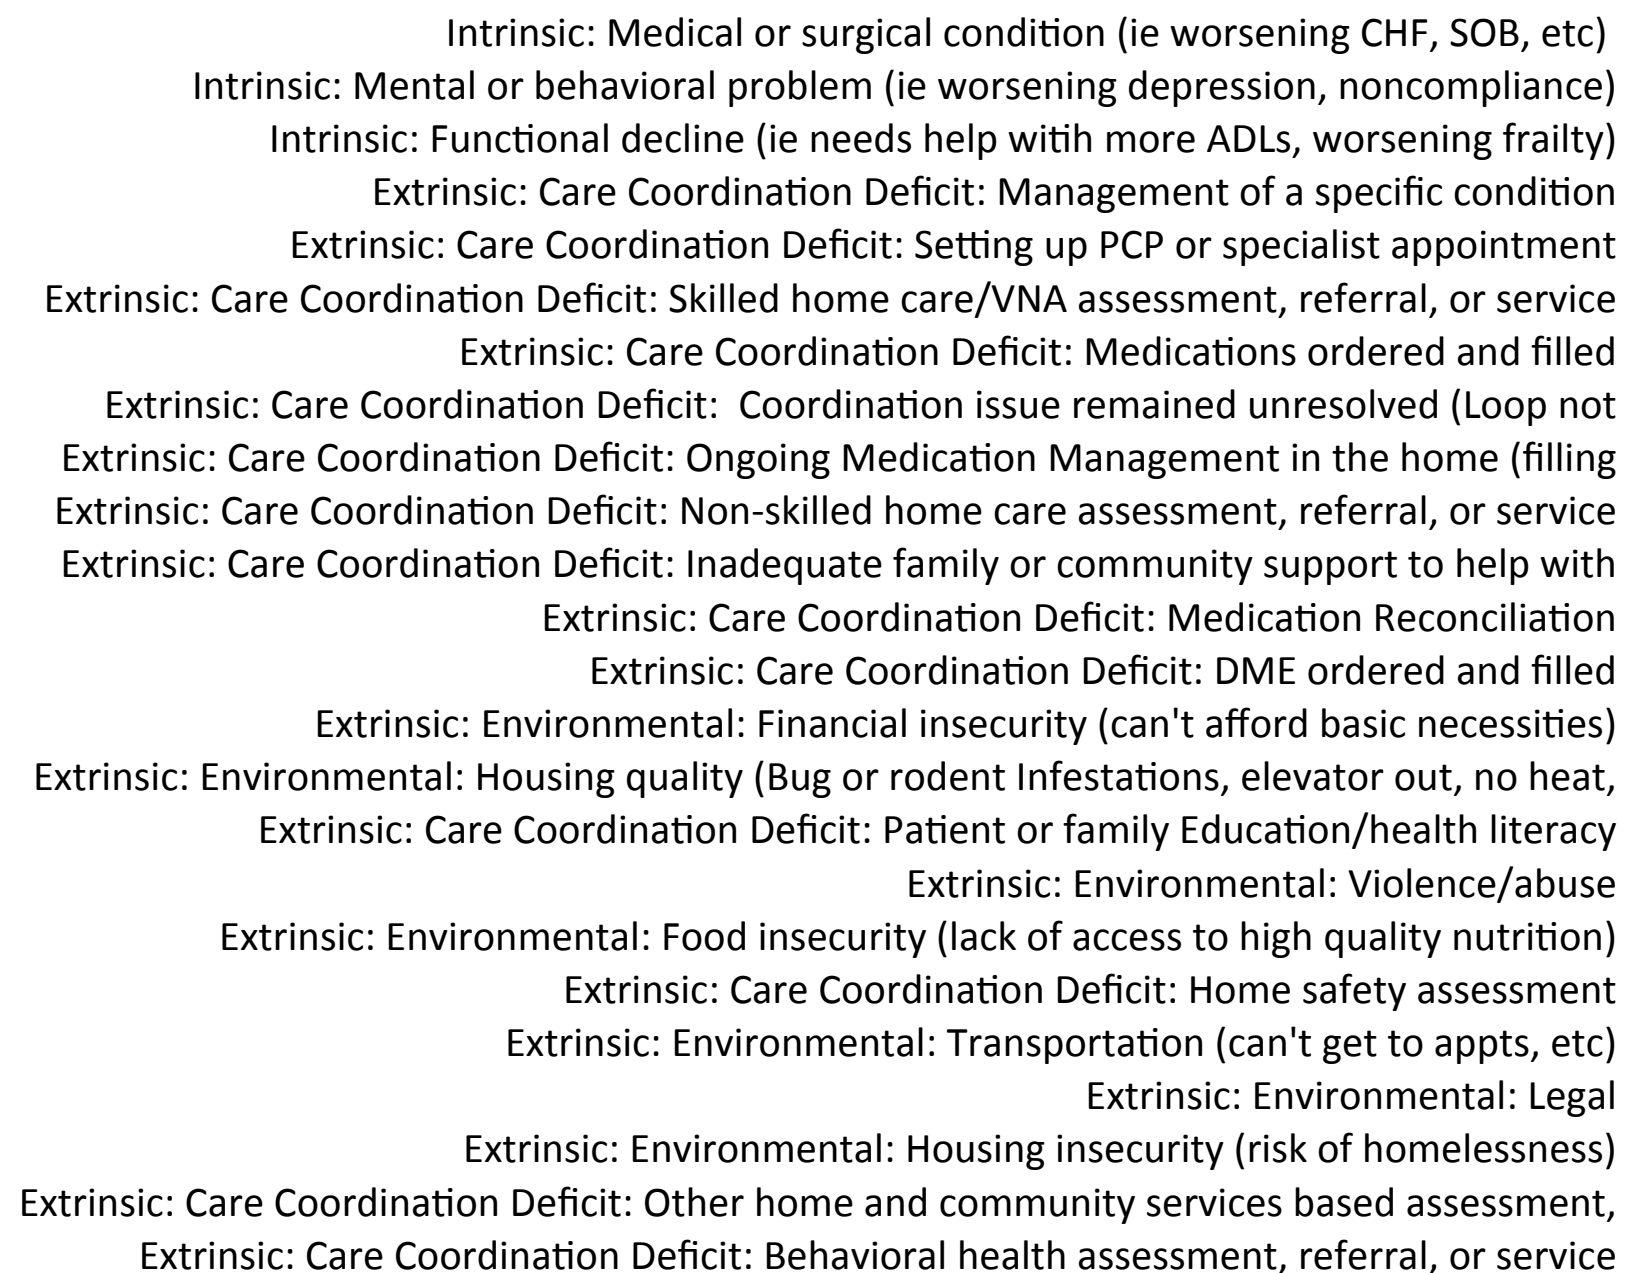 Intrinsic: Medical or surgical condition (ie worsening CHF, SOB, etc)
Intrinsic: Mental or behavioral problem (ie worsening depression, noncompliance)
Intrinsic: Functional decline (ie needs help witih more ADLs, worsening frailty)
Extrinsic: Care Coordination Deficit: Management of a specific condition
Extrinsic: Care Coordination Deficit: Setting up PCP or specialist appointment
Extrinsic: Care Coordination Deficit: Skilled home care/VNA assessment, referral, or service
Extrinsic: Care Coordination Deficit: Medications ordered and filled
Extrinsic: Care Coordination Deficit:  Coordination issue remained unresolved (Loop not
Extrinsic: Care Coordination Deficit: Ongoing Medication Management in the home (filling
Extrinsic: Care Coordination Deficit: Non-skilled home care assessment, referral, or service
Extrinsic: Care Coordination Deficit: Inadequate family or community support to help with
Extrinsic: Care Coordination Deficit: Medication Reconciliation
Extrinsic: Care Coordination Deficit: DME ordered and filled
Extrinsic: Environmental: Financial insecurity (can't afford basic necessities)
Extrinsic: Environmental: Housing quality (Bug or rodent Infestations, elevator out, no heat,
Extrinsic: Care Coordination Deficit: Patient or family Education/health literacy
Extrinsic: Environmental: Violence/abuse
Extrinsic: Environmental: Food insecurity (lack of access to high quality nutrition)
Extrinsic: Care Coordination Deficit: Home safety assessment
Extrinsic: Environmental: Transportation (can't get to appts, etc)
Extrinsic: Environmental: Legal
Extrinsic: Environmental: Housing insecurity (risk of homelessness)
Extrinsic: Care Coordination Deficit: Other home and community services based assessment,
Extrinsic: Care Coordination Deficit: Behavioral health assessment, referral, or service